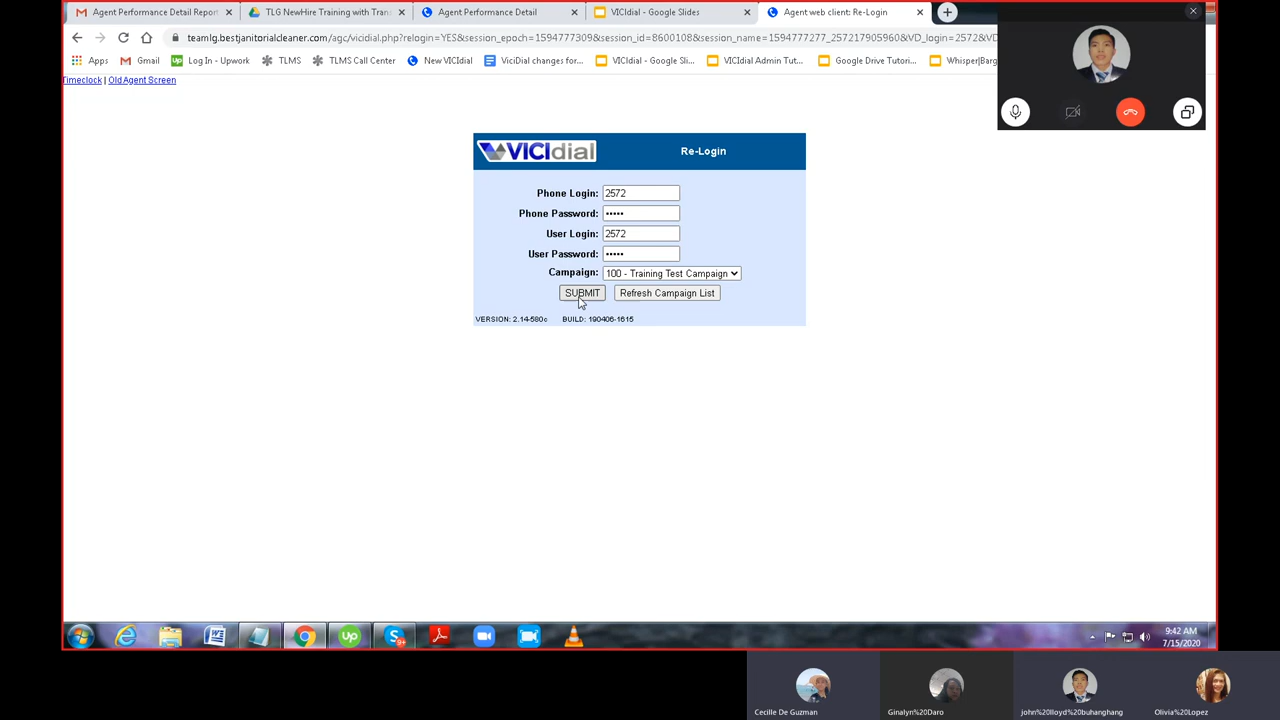 Agent Performance Detail Report
TLG NewHire Training with Trans
Agent Performance Detail
VICIdial - Google Slides
Agent web client: Re-Login
teamlg.bestjanitorialcleaner.com/agc/vicidial.php?relogin=YES&session_epoch=1594777309&session_id=8600108&session_name=1594777277_257217905960&VD_login=2572&VD
Apps
Gmail
Log In - Upwork
TLMS
TLMS Call Center
New VICIdial
ViciDial changes for...
VICIdial - Google Sli...
VICIdial Admin Tut...
Google Drive Tutori...
Whisper|Barg
Timeclock | Old Agent Screen
VICIdial
Re-Login
Phone Login: 2572
Phone Password: •••••
User Login: 2572
User Password: •••••
Campaign: 100 - Training Test Campaign
SUBMIT
Refresh Campaign List
VERSION: 2.14-580c BUILD: 190406-1615
W
Up
S
9+
9:42 AM
7/15/2020
Cecille De Guzman
Ginalyn%20Daro
john%20lloyd%20buhanghang
Olivia%20Lopez